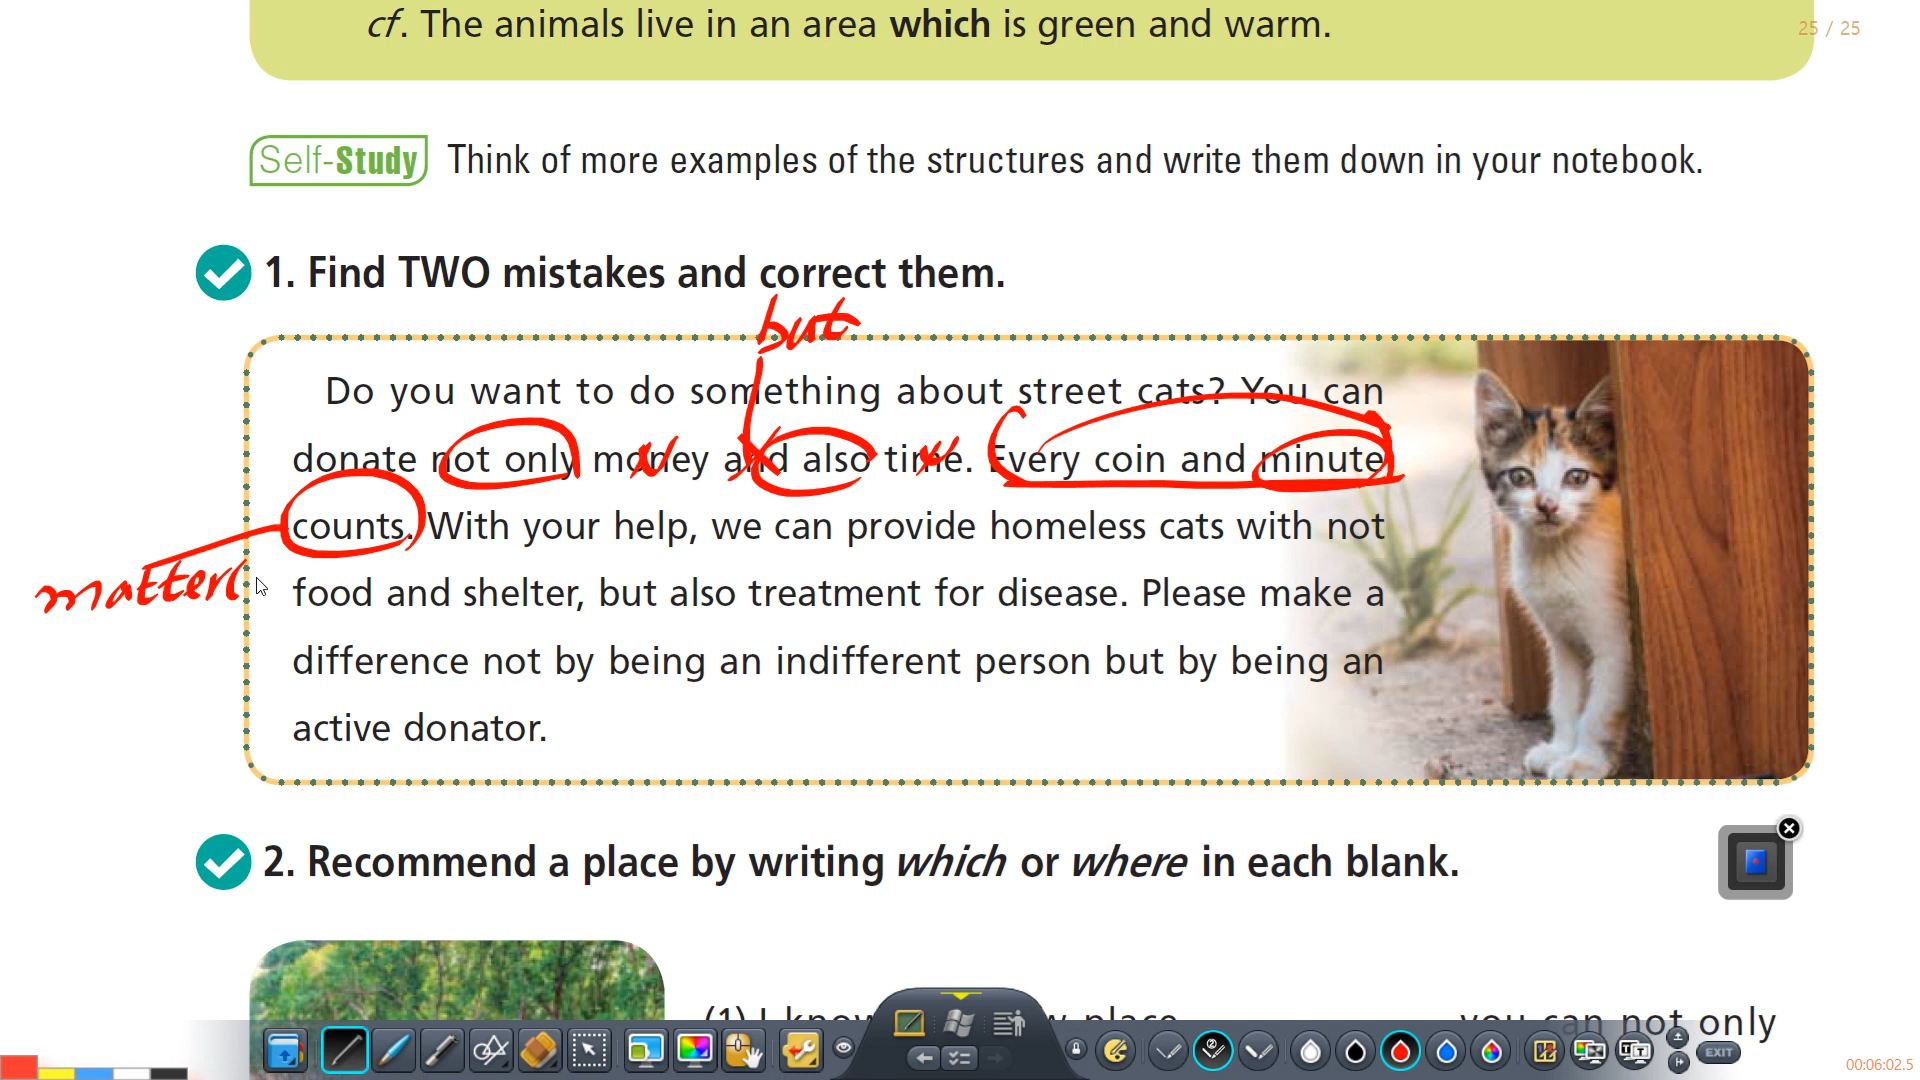 cf. The animals live in an area which is green and warm.
25 / 25
Self-Study Think of more examples of the structures and write them down in your notebook.
1. Find TWO mistakes and correct them.
but
Do you want to do something about street cats? You can
donate not only money and also time. Every coin and minute
counts. With your help, we can provide homeless cats with not
matter
food and shelter, but also treatment for disease. Please make a
difference not by being an indifferent person but by being an
active donator.
2. Recommend a place by writing which or where in each blank.
(1) I know place you can not only
EXIT
00:06:02.5